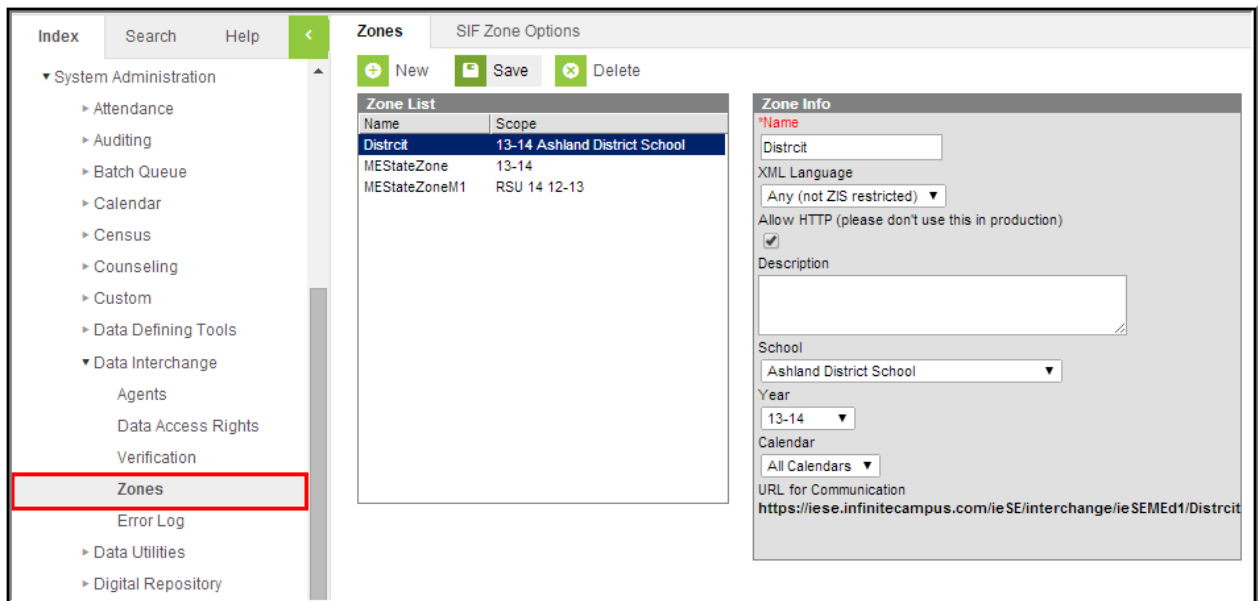 Index Search Help
System Administration
Attendance
Auditing
Batch Queue
Calendar
Census
Counseling
Custom
Data Defining Tools
Data Interchange
Agents
Data Access Rights
Verification
Zones
Error Log
Data Utilities
Digital Repository
Zones SIF Zone Options
New Save Delete
Zone List
Name Scope
Distrcit 13-14 Ashland District School
MEStateZone 13-14
MEStateZoneM1 RSU 14 12-13
Zone Info
*Name
Distrcit
XML Language
Any (not ZIS restricted)
Allow HTTP (please don't use this in production)
Description
School
Ashland District School
Year
13-14
Calendar
All Calendars
URL for Communication
https://iese.infinitecampus.com/ieSE/interchange/ieSEMEd1/Distrcit